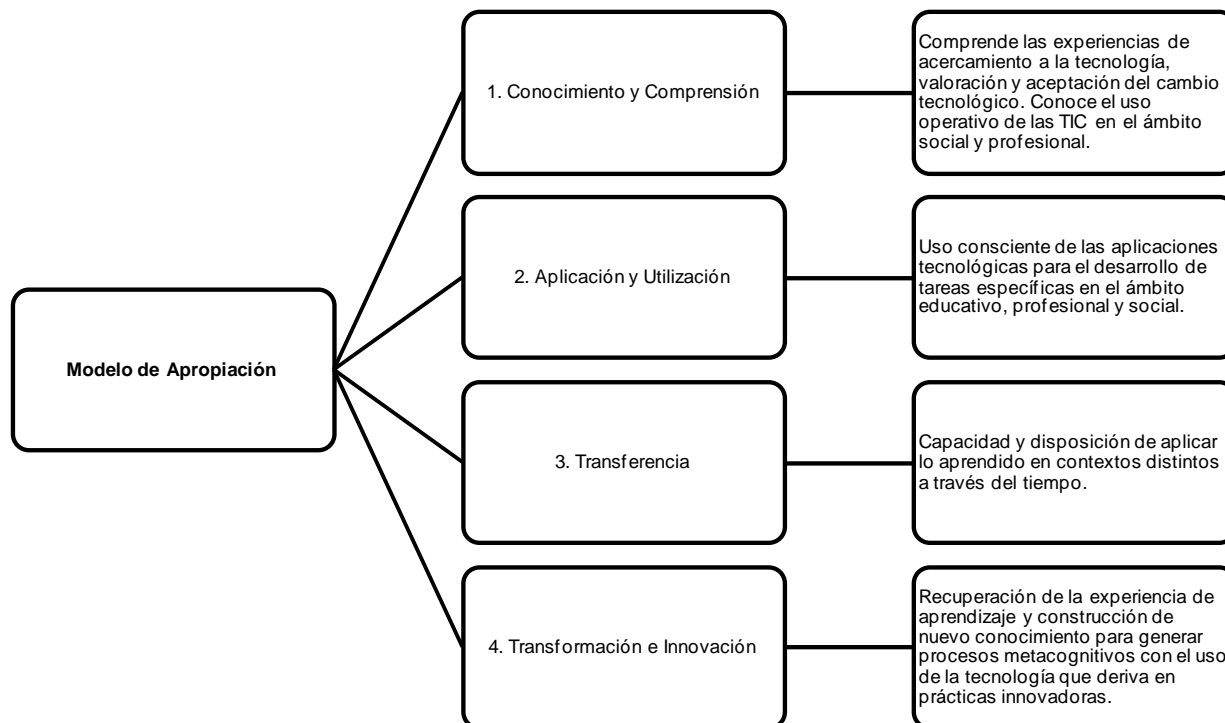 Modelo de Apropiación
1. Conocimiento y Comprensión
Comprende las experiencias de
acercamiento a la tecnología,
valoración y aceptación del cambio
tecnológico. Conoce el uso
operativo de las TIC en el ámbito
social y profesional.
2. Aplicación y Utilización
Uso consciente de las aplicaciones
tecnológicas para el desarrollo de
tareas específicas en el ámbito
educativo, profesional y social.
3. Transferencia
Capacidad y disposición de aplicar
lo aprendido en contextos distintos
a través del tiempo.
4. Transformación e Innovación
Recuperación de la experiencia de
aprendizaje y construcción de
nuevo conocimiento para generar
procesos metacognitivos con el uso
de la tecnología que deriva en
prácticas innovadoras.